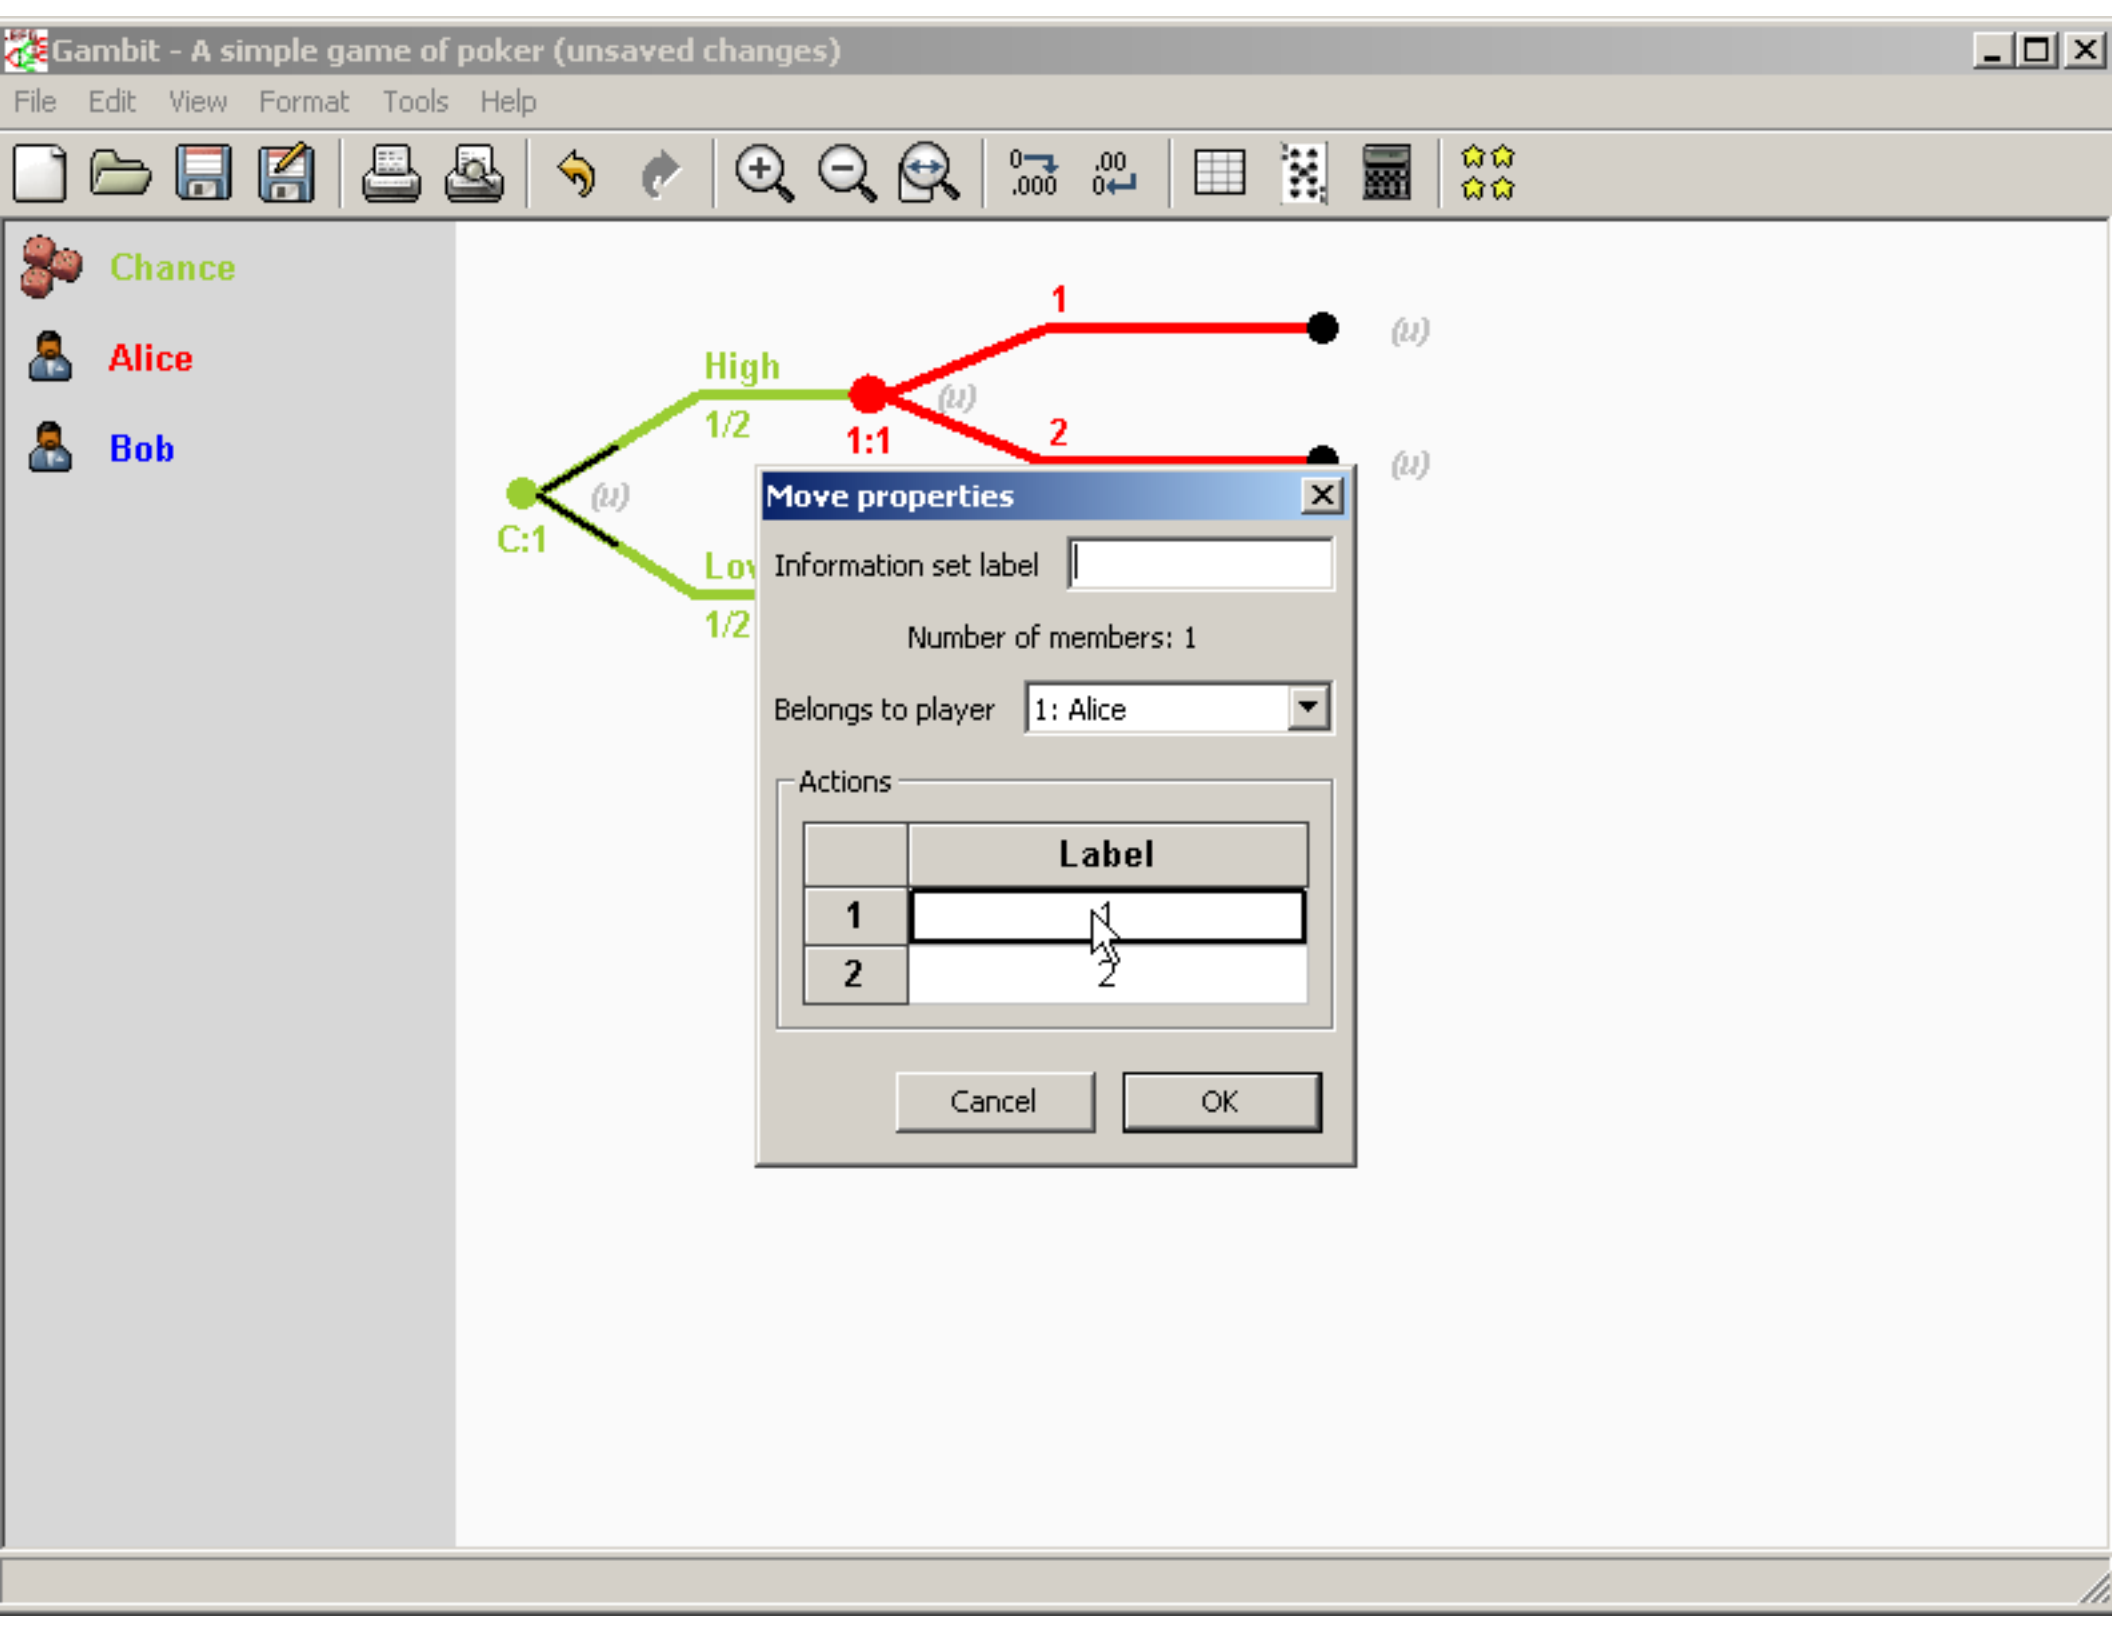 Gambit - A simple game of poker (unsaved changes)
File Edit View Format Tools Help
0 .000 .00 0
Chance
Alice
Bob
1
(u)
High
1/2
(u)
1:1
2
(u)
C:1
(u)
1/2
Move properties
Information set label
Number of members: 1
Belongs to player 1: Alice
Actions
Label
1 1
2 2
Cancel OK